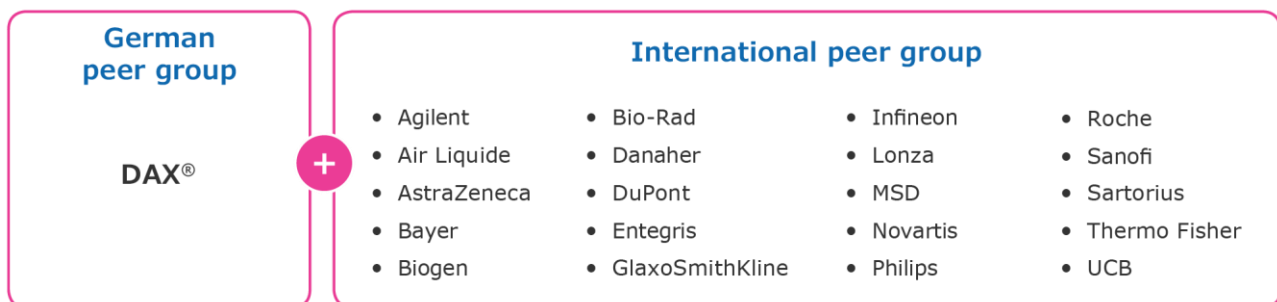 German
peer group
DAX®
+
International peer group
• Agilent
• Air Liquide
• AstraZeneca
• Bayer
• Biogen
• Bio-Rad
• Danaher
• DuPont
• Entegris
• GlaxoSmithKline
• Infineon
• Lonza
• MSD
• Novartis
• Philips
• Roche
• Sanofi
• Sartorius
• Thermo Fisher
• UCB